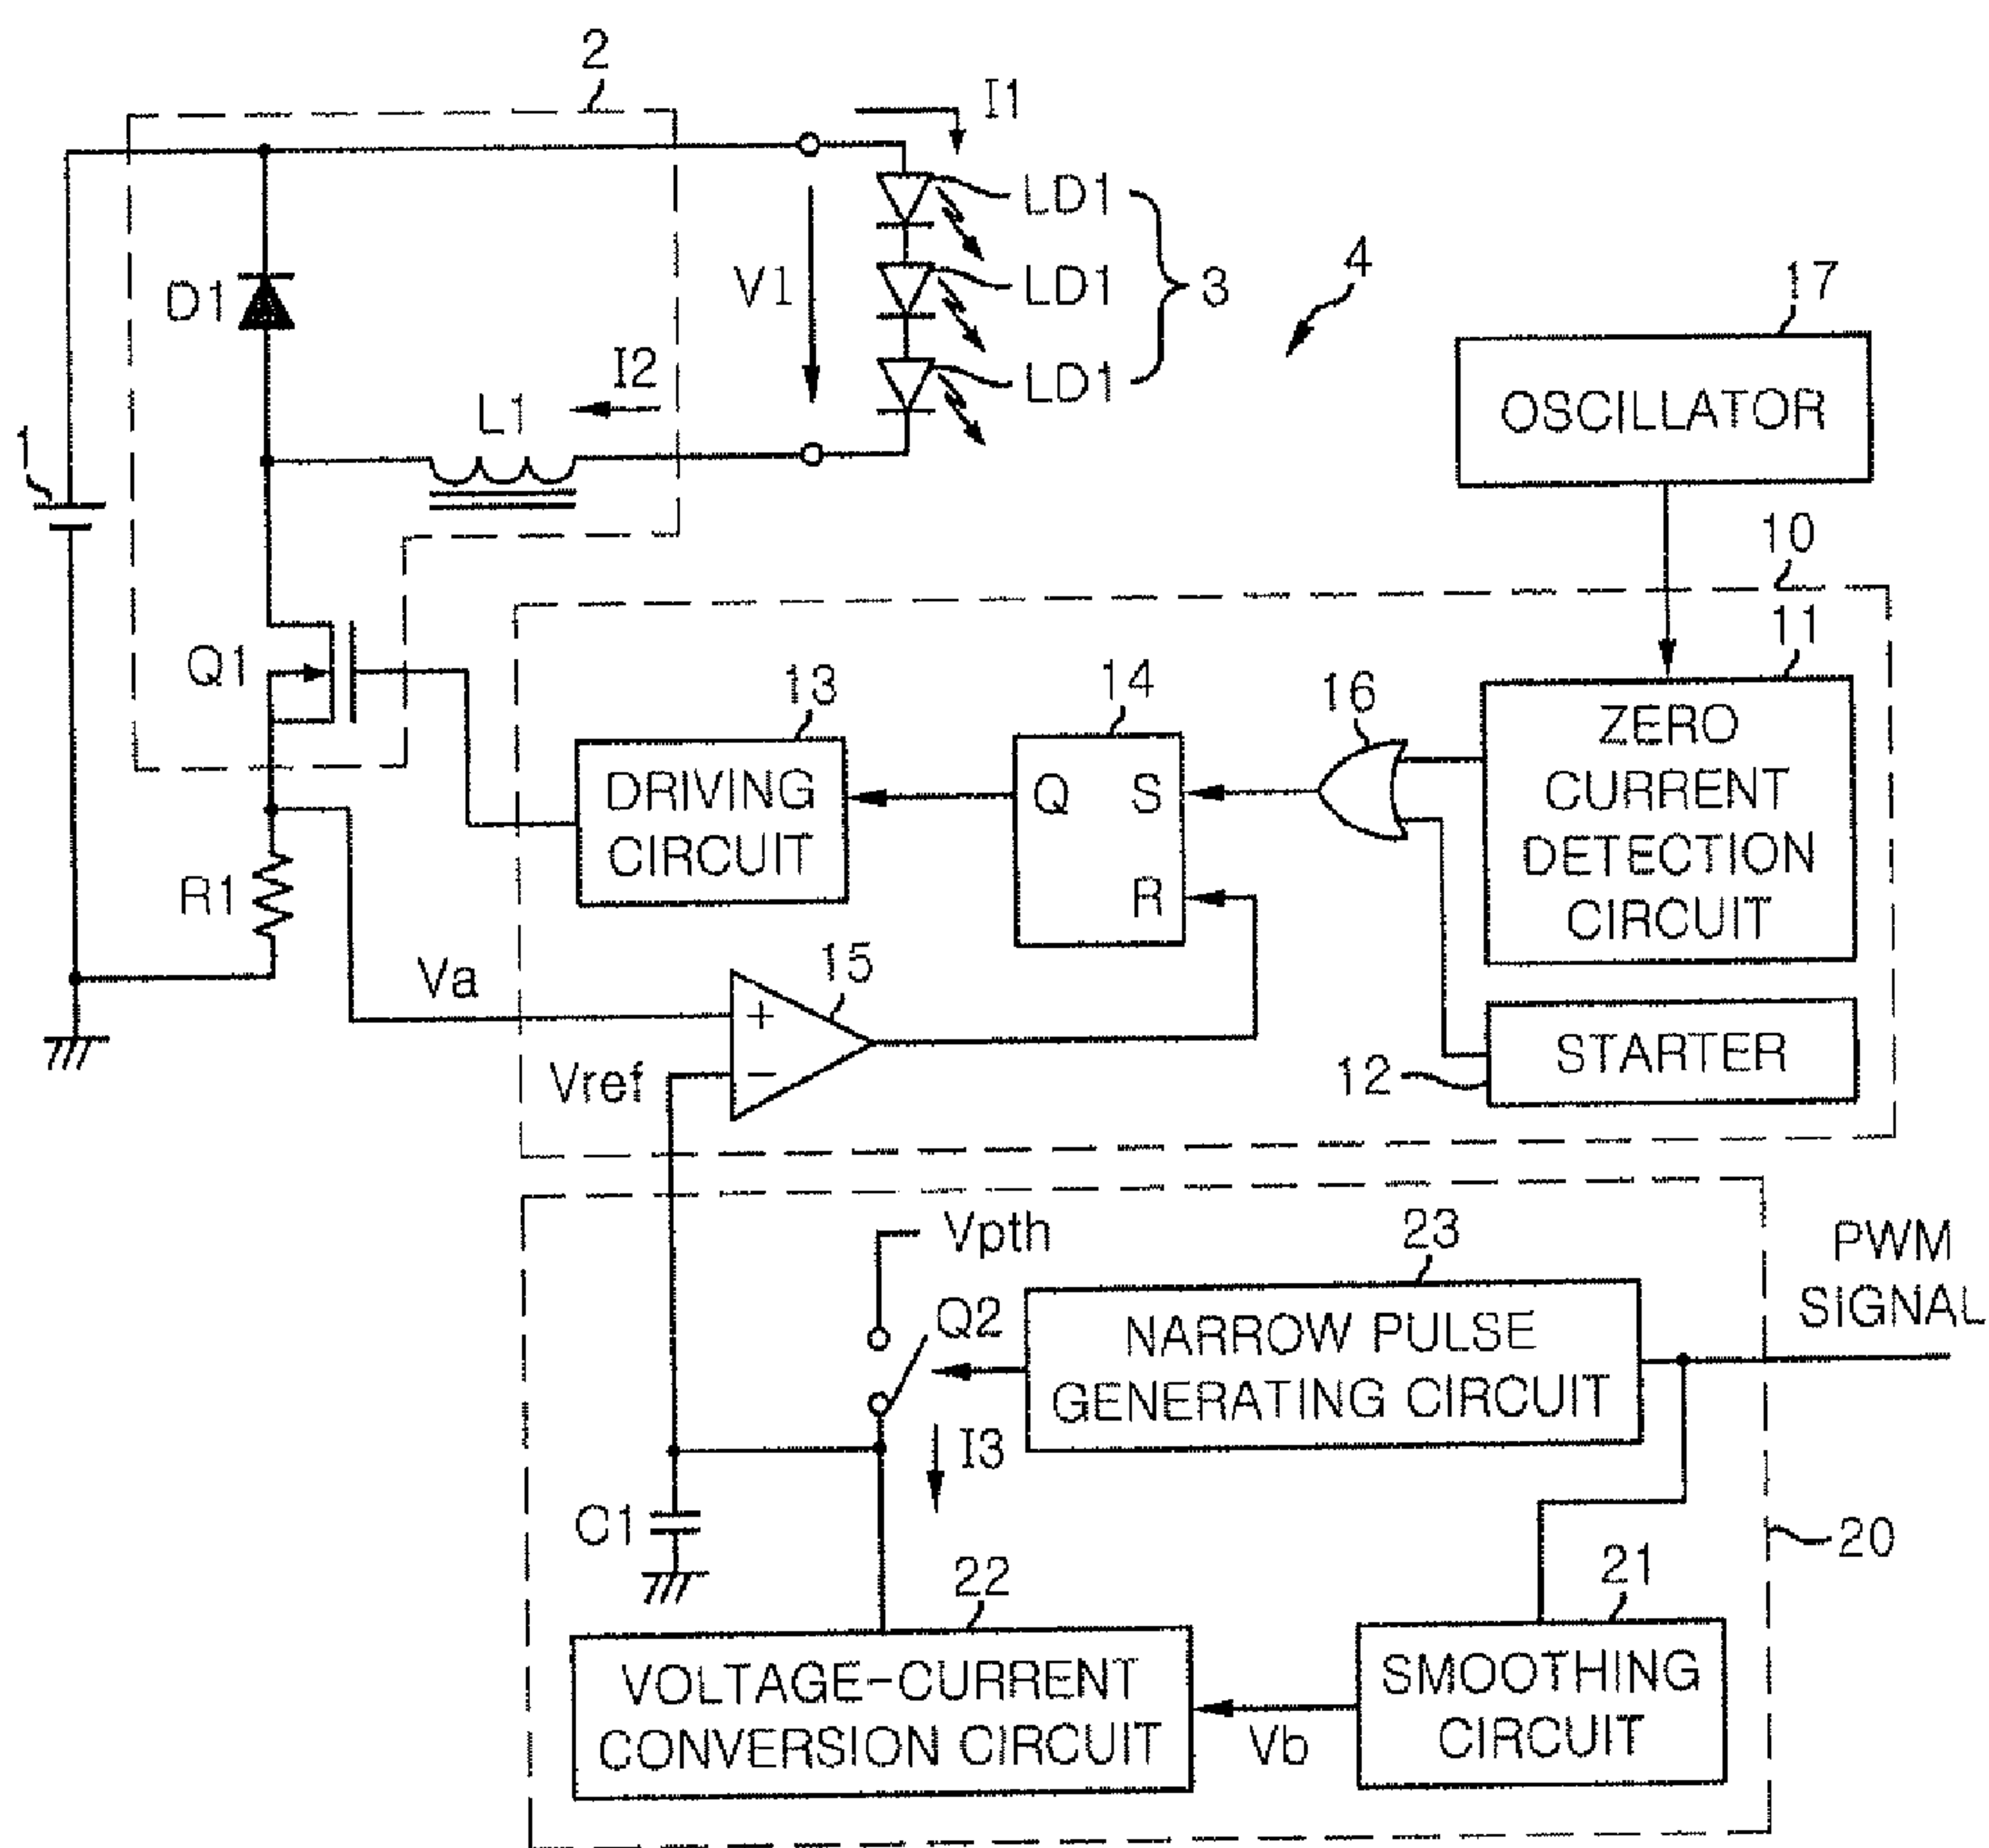 2
I1
LD1
LD1
LD1
3
4
V1
D1
I2
L1
1
17
OSCILLATOR
10
11
Q1
13
14
16
ZERO
CURRENT
DETECTION
CIRCUIT
DRIVING
CIRCUIT
Q
S
R
R1
Va
15
+
−
Vref
12
STARTER
Vpth
23
PWM
SIGNAL
Q2
NARROW PULSE
GENERATING CIRCUIT
I3
C1
20
22
21
VOLTAGE-CURRENT
CONVERSION CIRCUIT
Vb
SMOOTHING
CIRCUIT